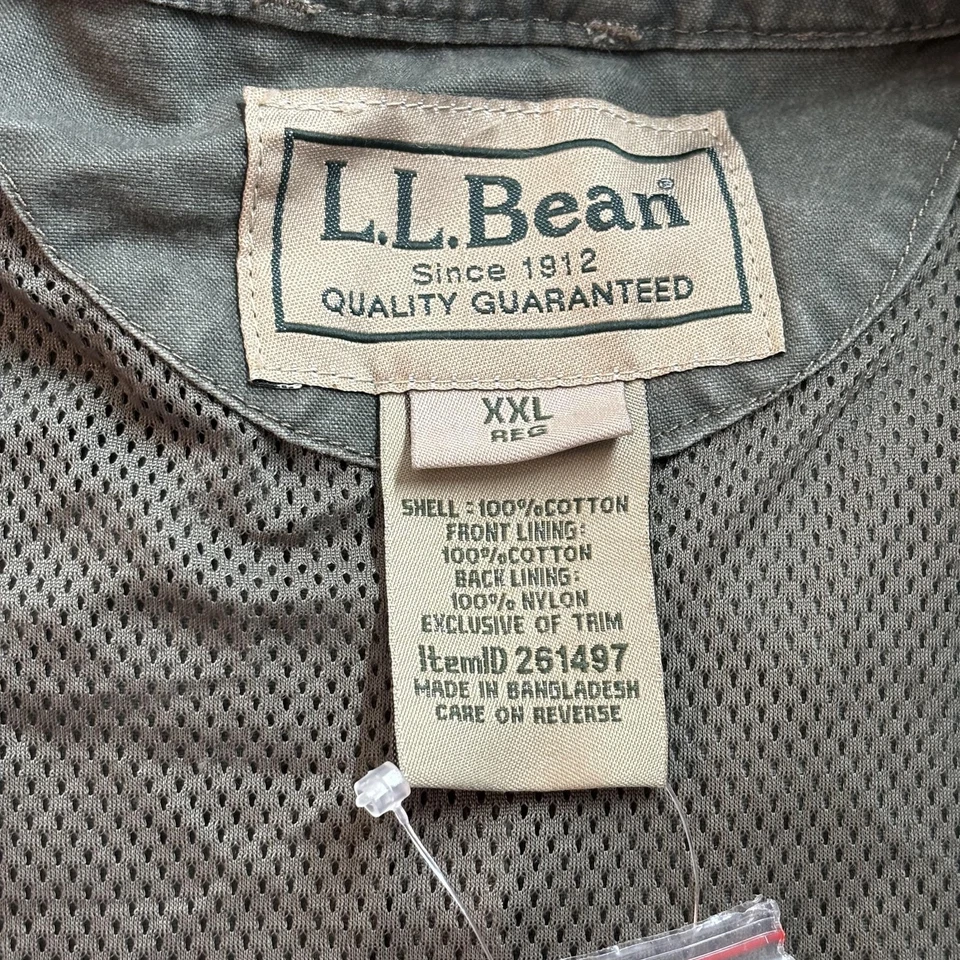 L.L.Bean®
Since 1912
QUALITY GUARANTEED
XXL
REG
SHELL:100%COTTON
FRONT LINING:
100%COTTON
BACK LINING:
100% NYLON
EXCLUSIVE OF TRIM
ItemID 261497
MADE IN BANGLADESH
CARE ON REVERSE